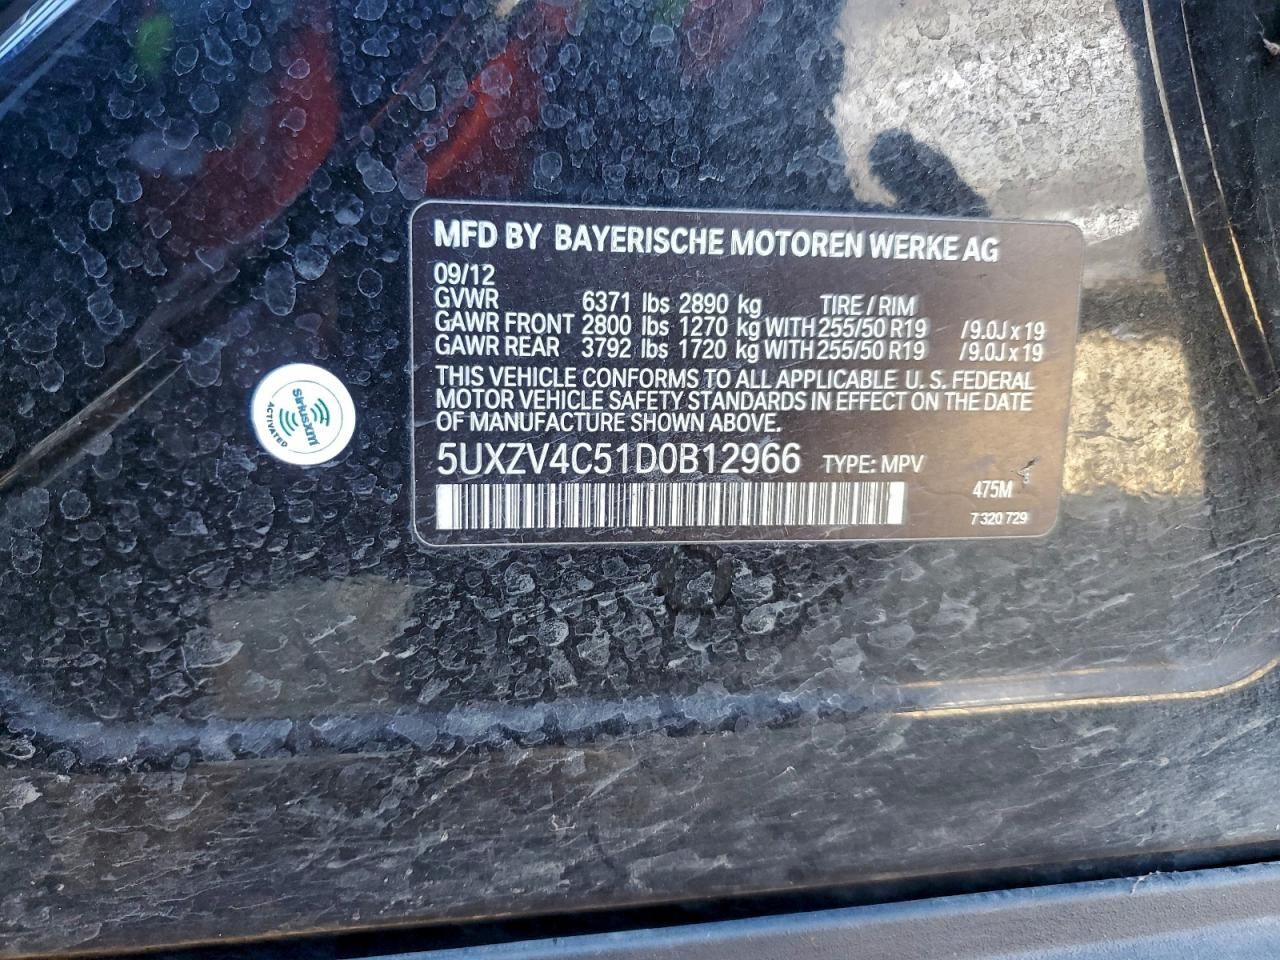 MFD BY BAYERISCHE MOTOREN WERKE AG
09/12
GVWR 6371 lbs 2890 kg TIRE / RIM
GAWR FRONT 2800 lbs 1270 kg WITH 255/50 R19 / 9.0J x 19
GAWR REAR 3792 lbs 1720 kg WITH 255/50 R19 / 9.0J x 19
THIS VEHICLE CONFORMS TO ALL APPLICABLE U.S. FEDERAL
MOTOR VEHICLE SAFETY STANDARDS IN EFFECT ON THE DATE
OF MANUFACTURE SHOWN ABOVE.
5UXZV4C51D0B12966 TYPE: MPV
475M
7 320 729
siriusxm
ACTIVATED